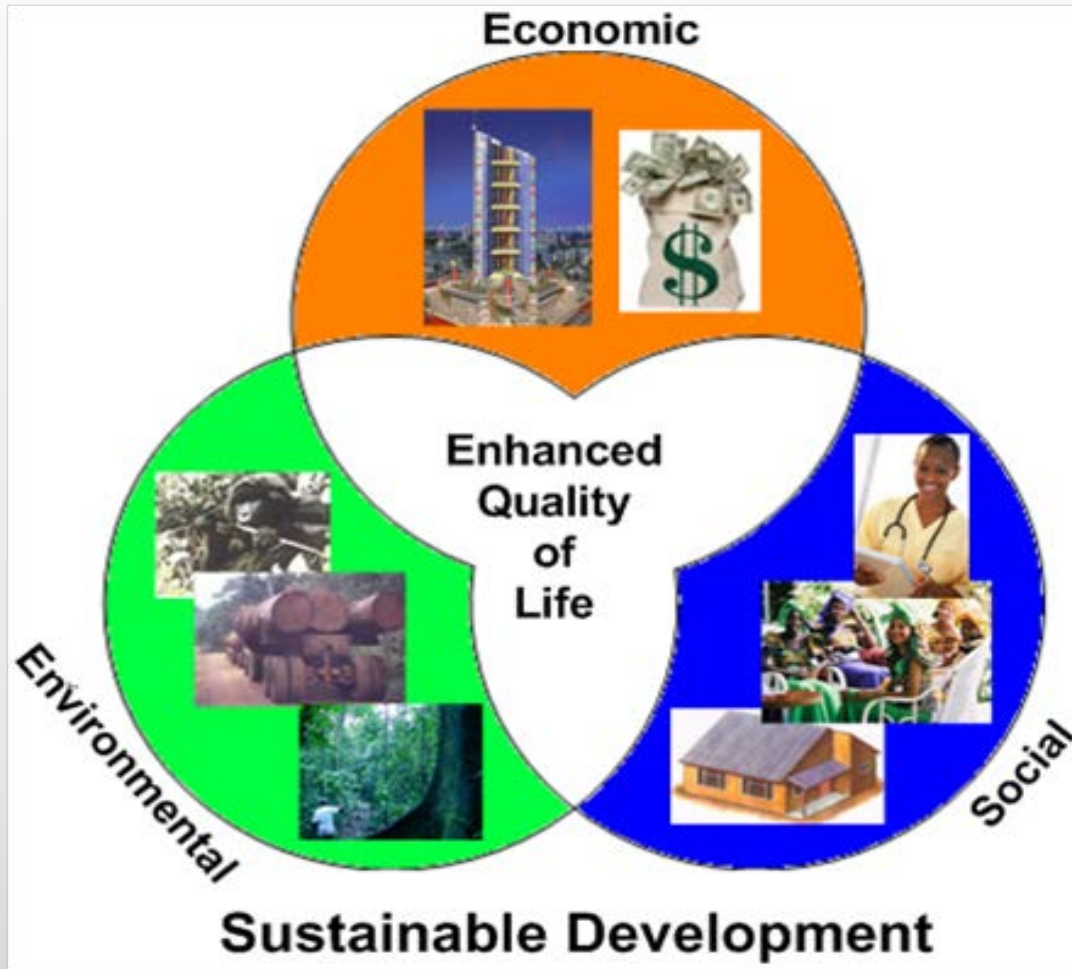 Economic
$
Enhanced
Quality
of
Life
Environmental
Social
Sustainable Development